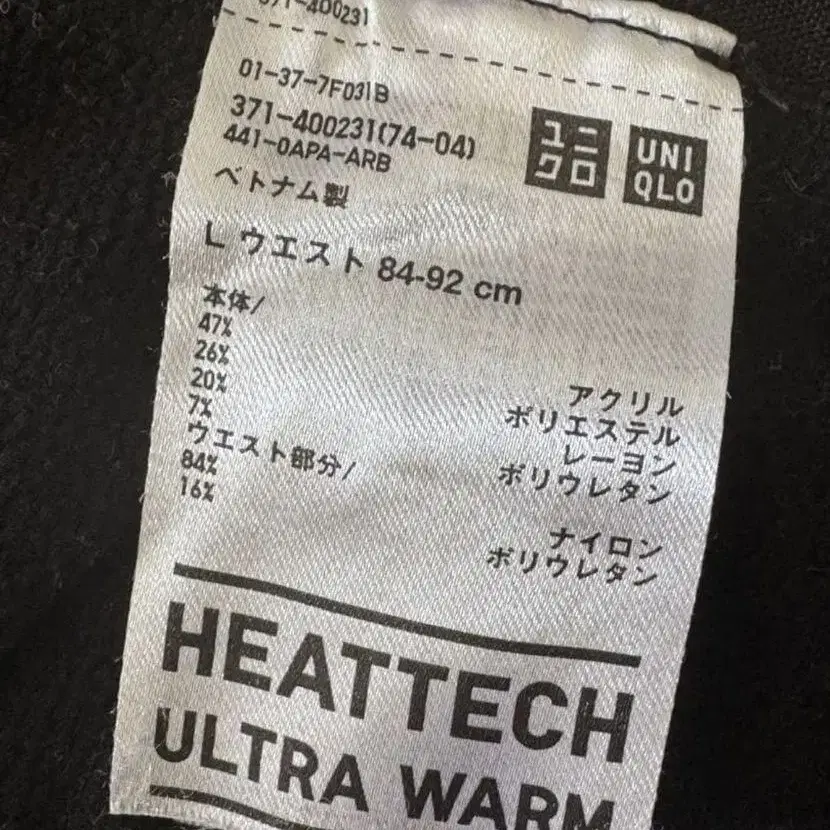 371-400231
01-37-7F031B
371-400231(74-04)
441-0APA-ARB
ベトナム製
ユニ
クロ
UNI
QLO
L ウエスト 84-92 cm
本体/
47% アクリル
26% ポリエステル
20% レーヨン
7% ポリウレタン
ウエスト部分/
84% ナイロン
16% ポリウレタン
HEATTECH
ULTRA WARM